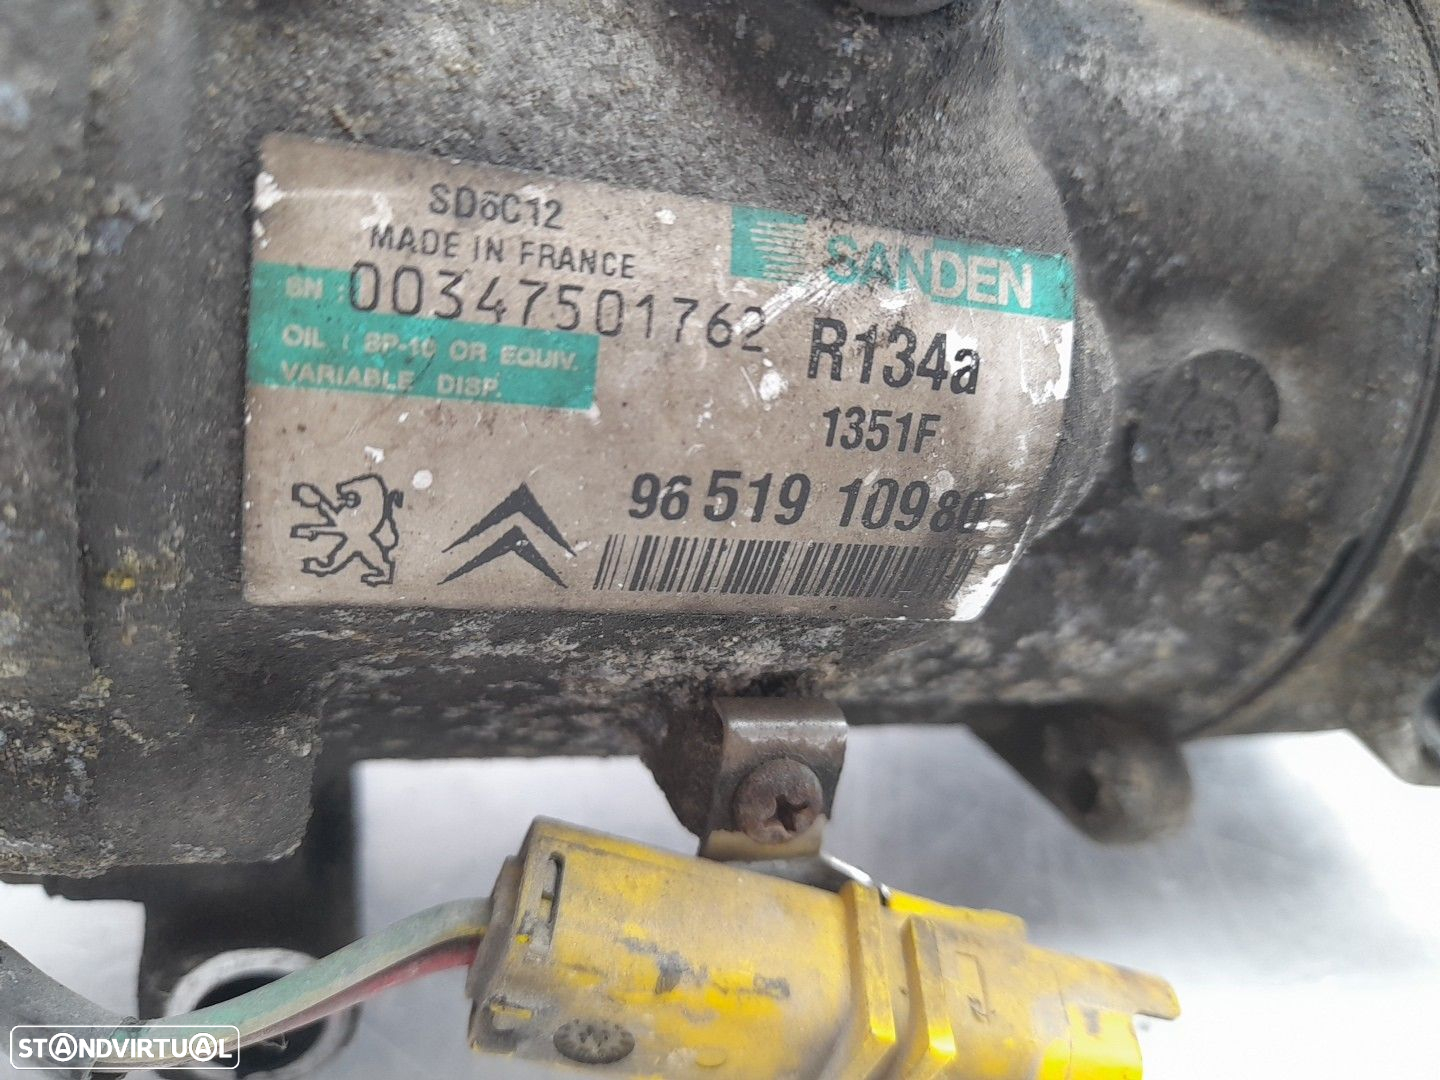 SD6C12
MADE IN FRANCE
SANDEN
SN : 00347501762
OIL : SP-10 OR EQUIV.
VARIABLE DISP.
R134a
1351F
96 519 10980
STANDVIRTUAL